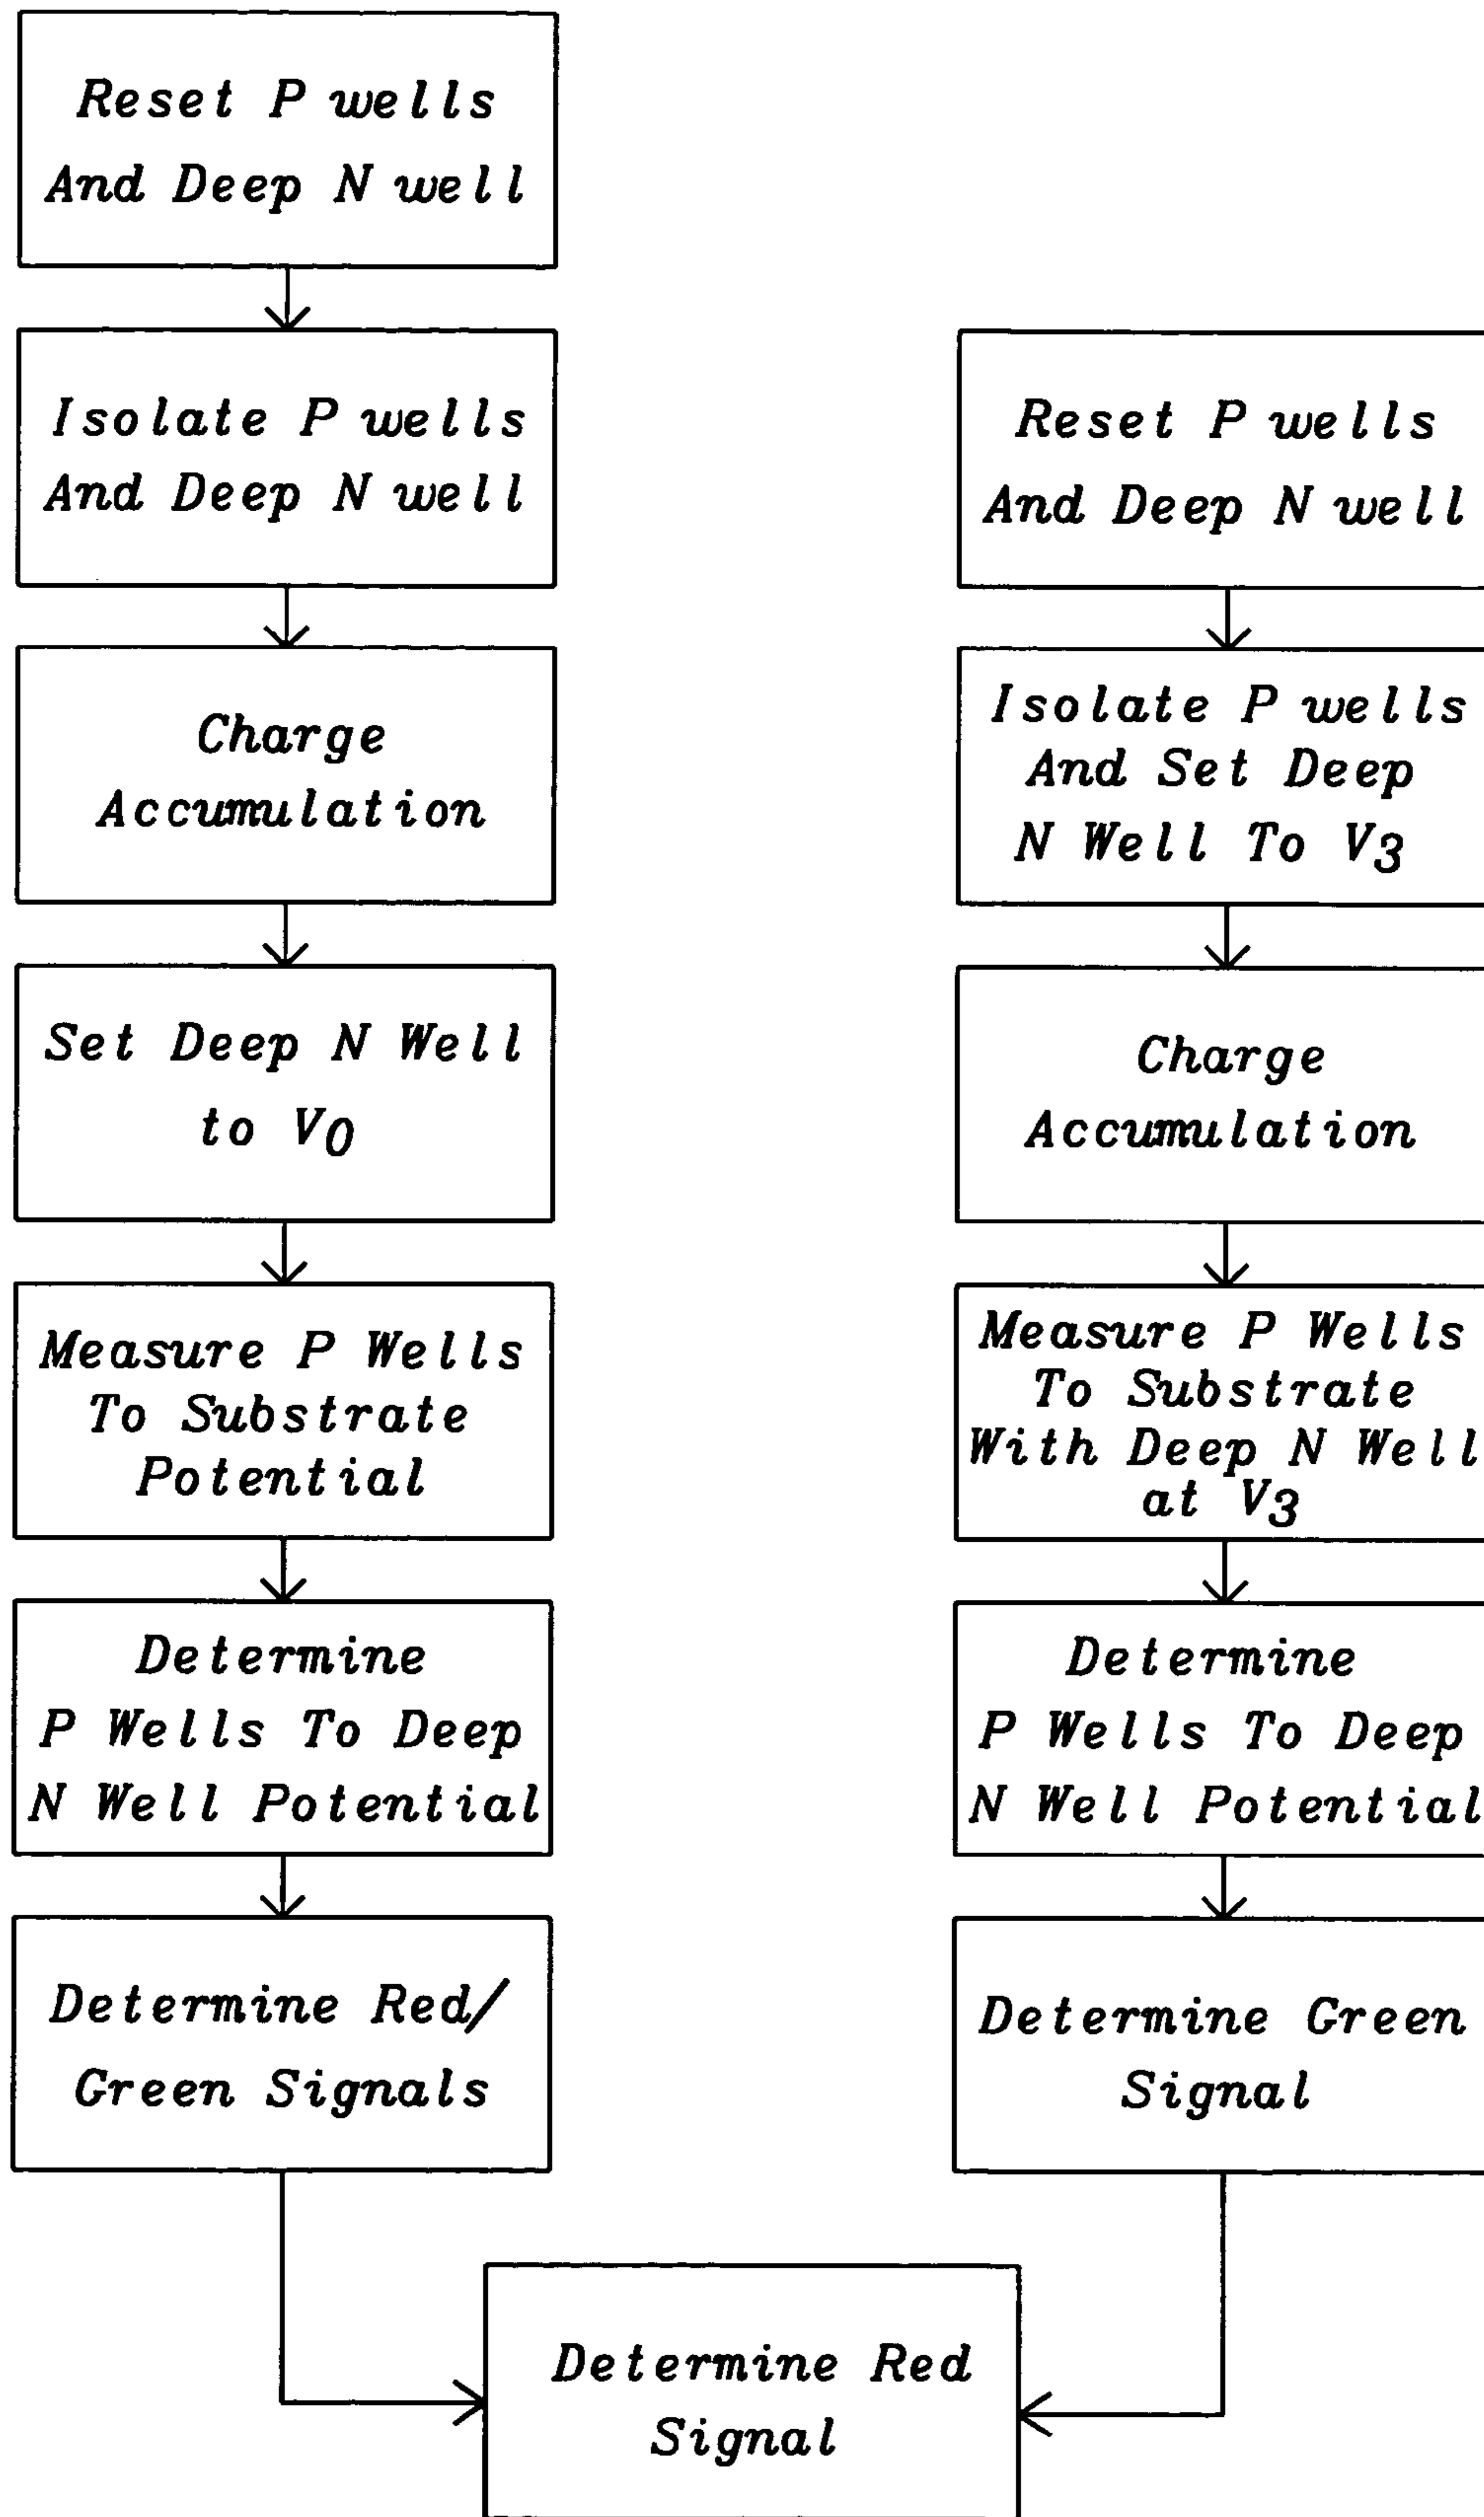 Reset P wells
And Deep N well
Isolate P wells
And Deep N well
Charge
Accumulation
Set Deep N Well
to V0
Measure P Wells
To Substrate
Potential
Determine
P Wells To Deep
N Well Potential
Determine Red/
Green Signals
Reset P wells
And Deep N well
Isolate P wells
And Set Deep
N Well To V3
Charge
Accumulation
Measure P Wells
To Substrate
With Deep N Well
at V3
Determine
P Wells To Deep
N Well Potential
Determine Green
Signal
Determine Red
Signal